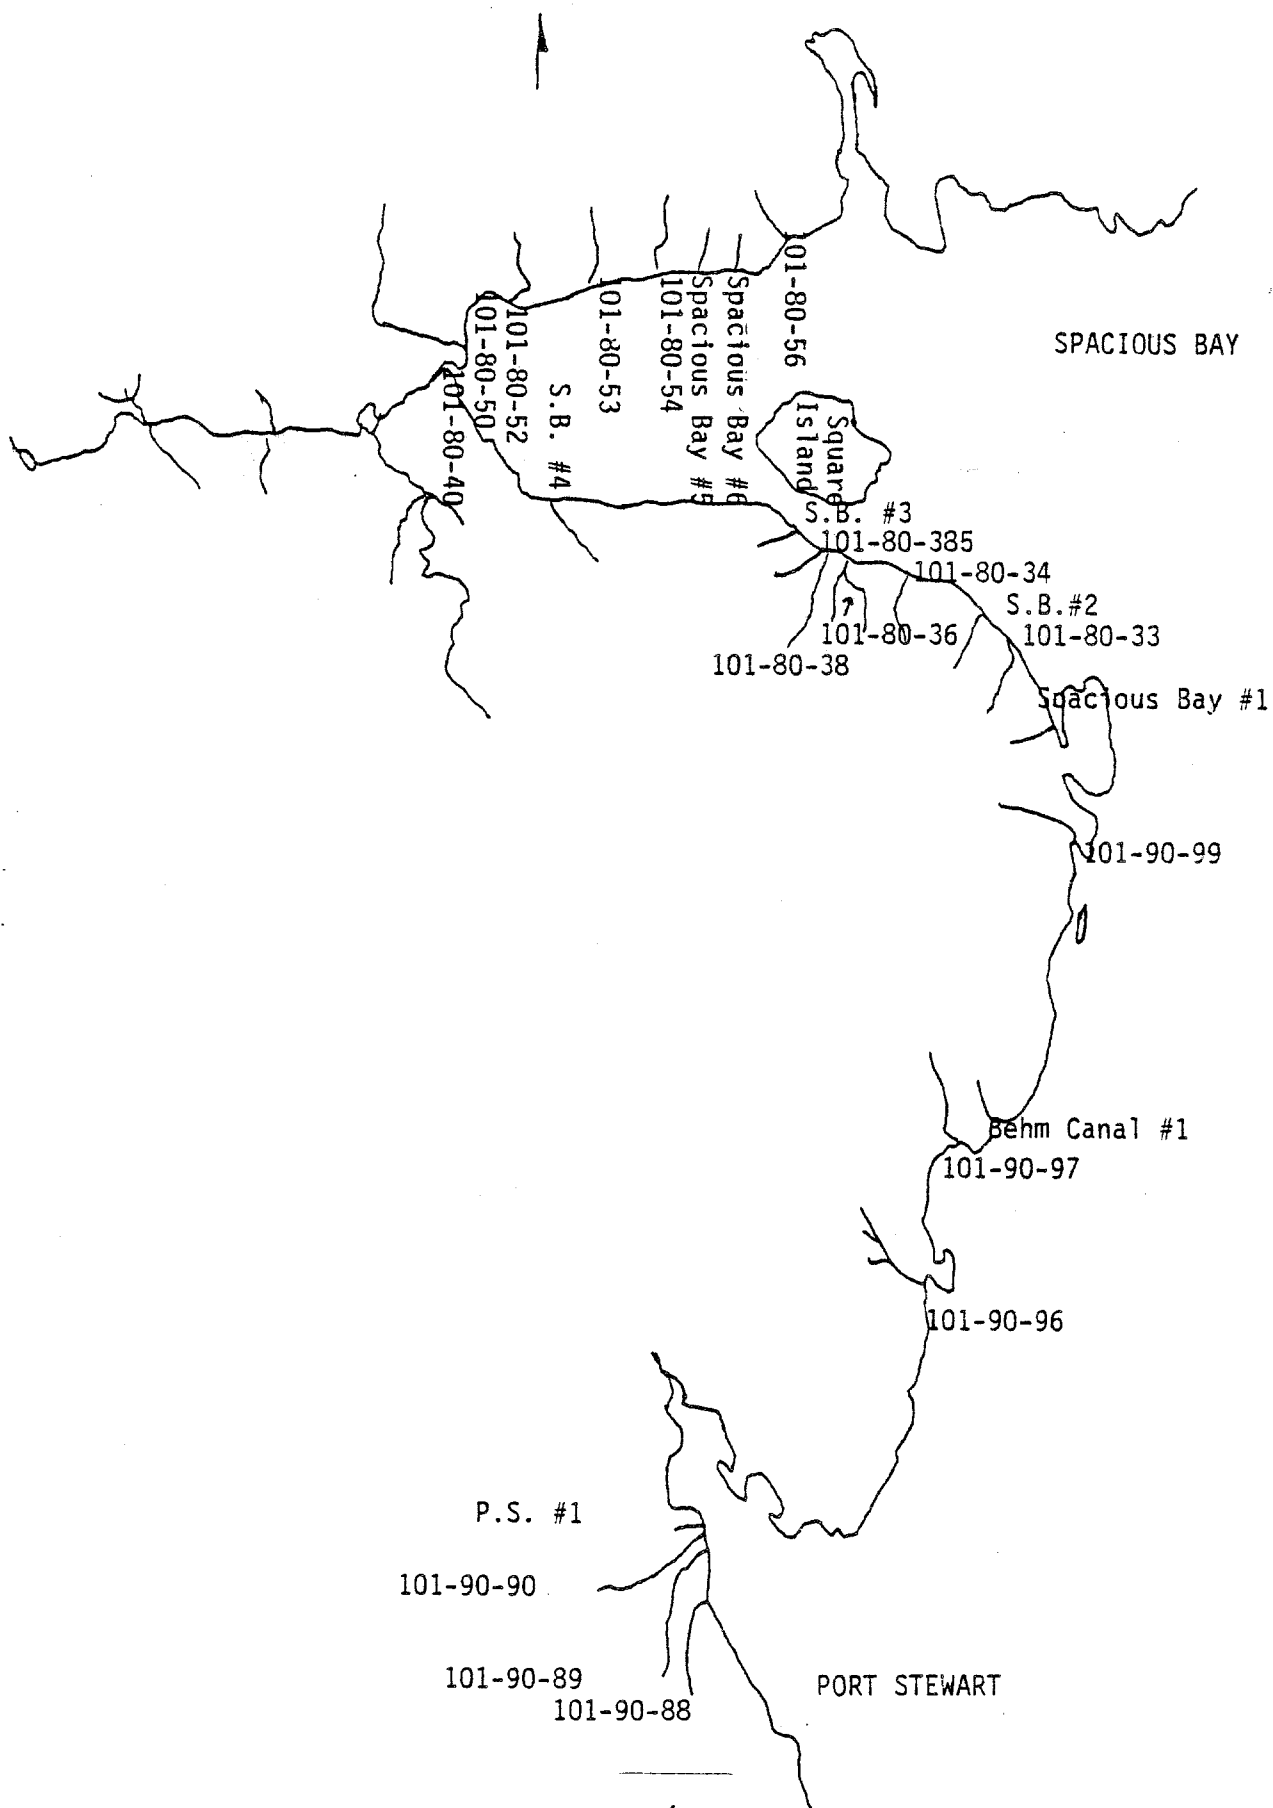 101-80-56
SPACIOUS BAY
Spacious Bay #6
Spacious Bay #5
101-80-54
101-80-53
S.B. #4
101-80-52
101-80-50
101-80-40
Square
Island
S.B. #3
101-80-385
101-80-34
S.B.#2
101-80-36
101-80-33
101-80-38
Spacious Bay #1
101-90-99
Behm Canal #1
101-90-97
101-90-96
P.S. #1
101-90-90
101-90-89
PORT STEWART
101-90-88